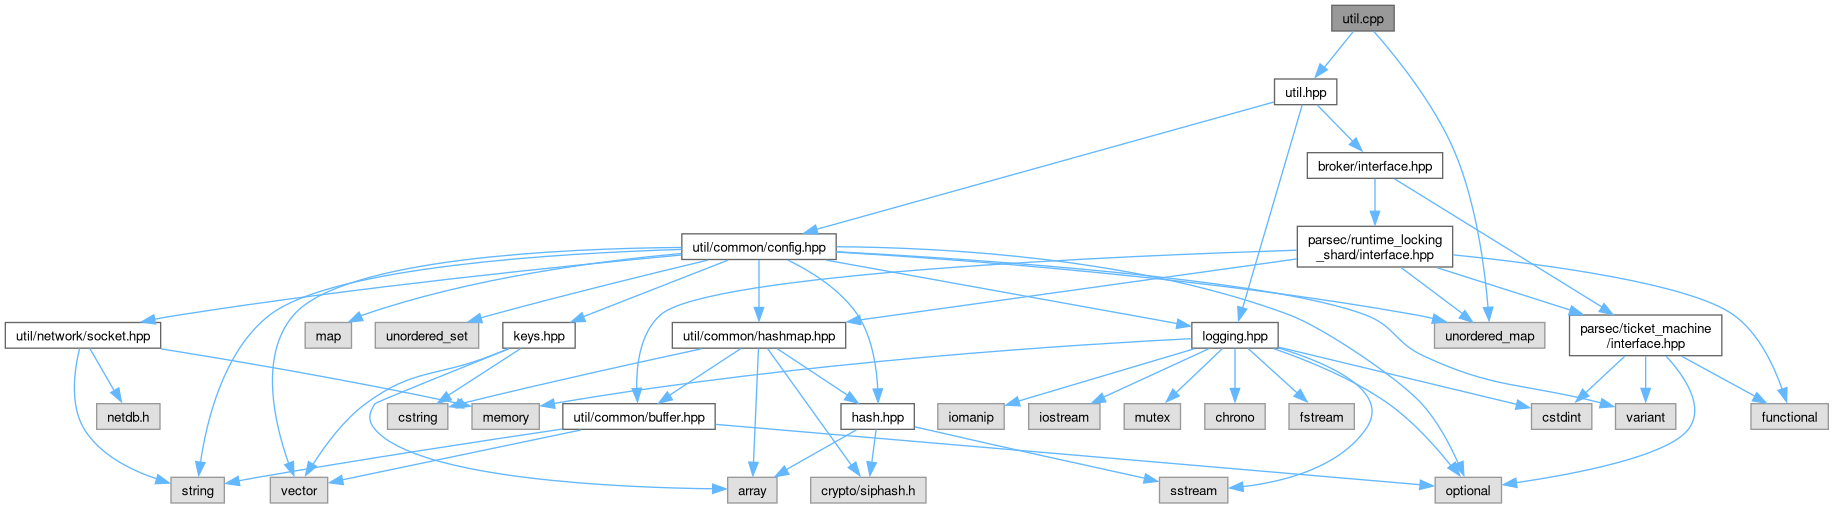 util.cpp
util.hpp
broker/interface.hpp
util/common/config.hpp
parsec/runtime_locking
_shard/interface.hpp
util/network/socket.hpp
map
unordered_set
keys.hpp
util/common/hashmap.hpp
logging.hpp
unordered_map
parsec/ticket_machine
/interface.hpp
netdb.h
cstring
memory
util/common/buffer.hpp
hash.hpp
iomanip
iostream
mutex
chrono
fstream
cstdint
variant
functional
string
vector
array
crypto/siphash.h
sstream
optional